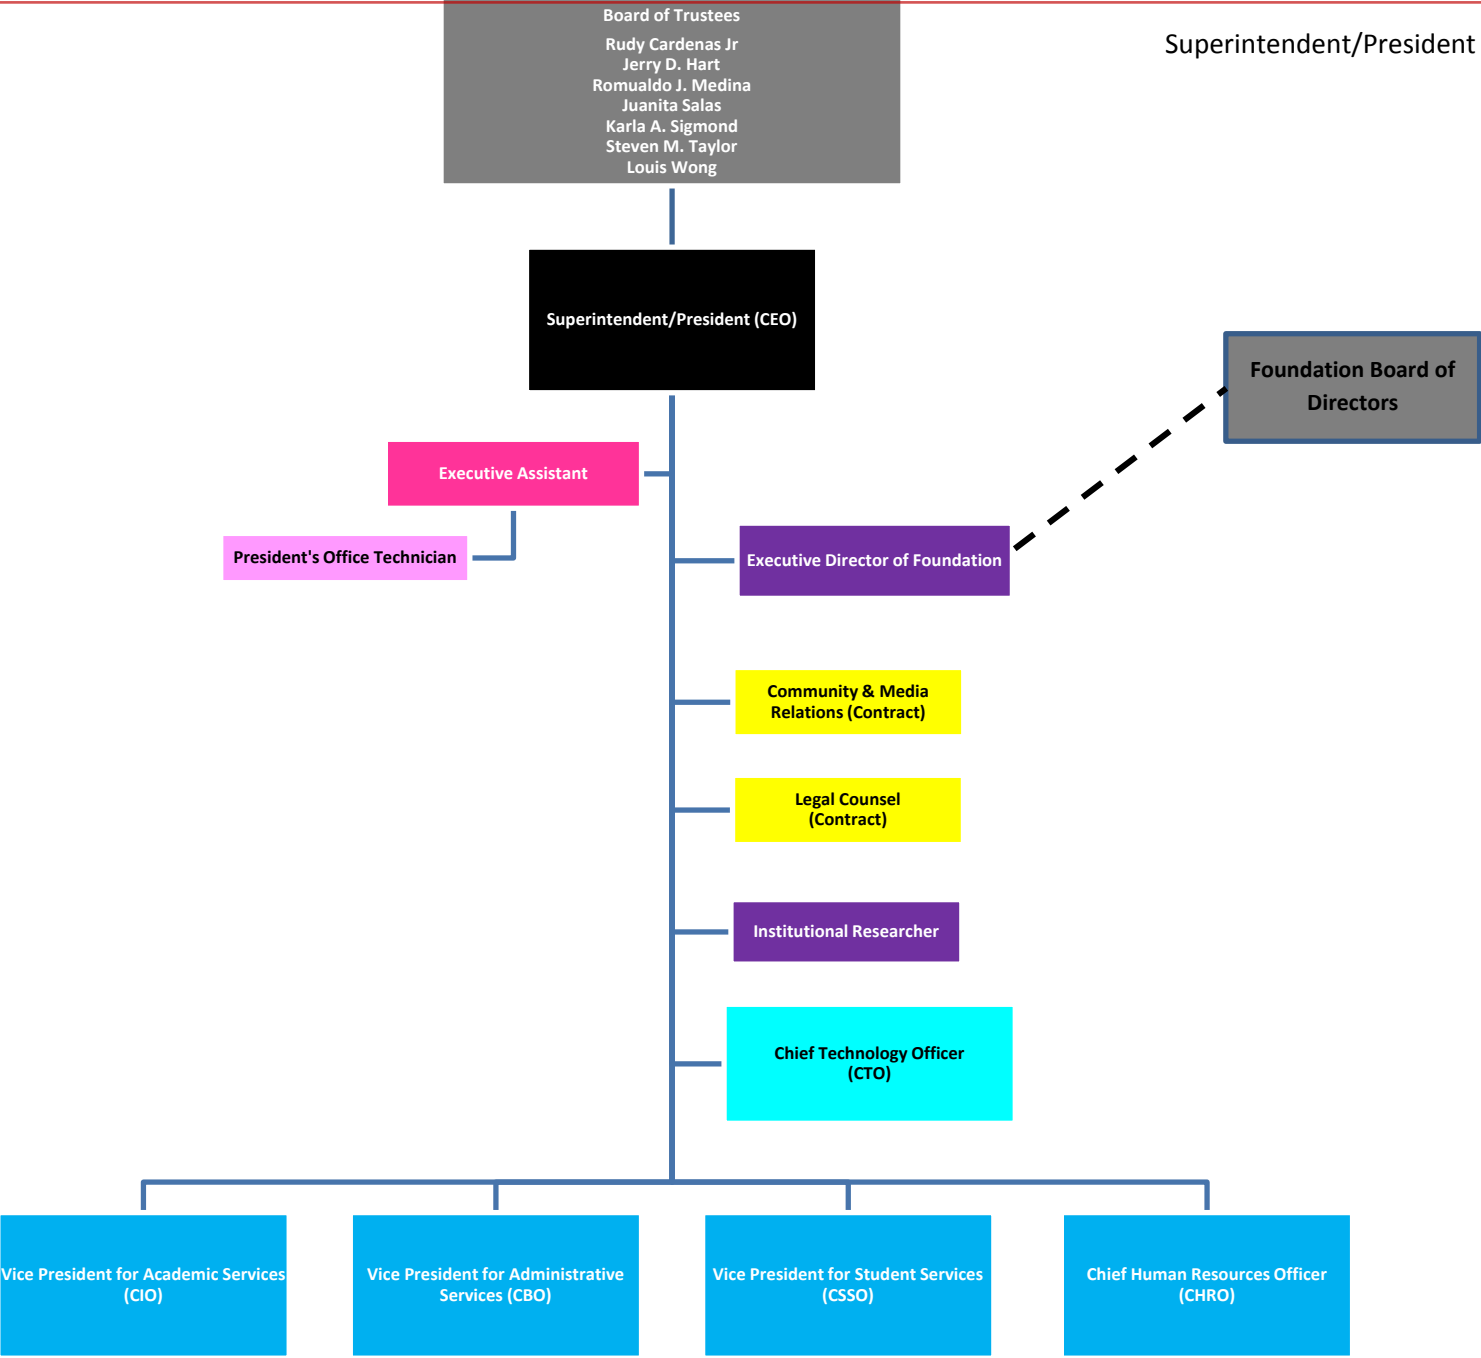 Board of Trustees
Rudy Cardenas Jr
Jerry D. Hart
Romualdo J. Medina
Juanita Salas
Karla A. Sigmond
Steven M. Taylor
Louis Wong
Superintendent/President
Superintendent/President (CEO)
Foundation Board of
Directors
Executive Assistant
President's Office Technician
Executive Director of Foundation
Community & Media
Relations (Contract)
Legal Counsel
(Contract)
Institutional Researcher
Chief Technology Officer
(CTO)
Vice President for Academic Services
(CIO)
Vice President for Administrative
Services (CBO)
Vice President for Student Services
(CSSO)
Chief Human Resources Officer
(CHRO)